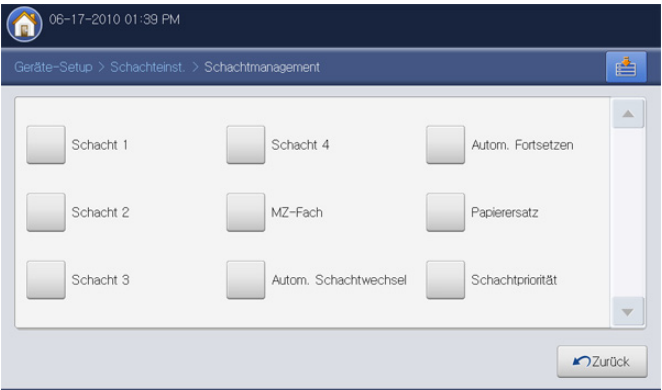 06-17-2010 01:39 PM
Geräte-Setup > Schachteinst. > Schachtmanagement
Schacht 1
Schacht 4
Autom. Fortsetzen
Schacht 2
MZ-Fach
Papierersatz
Schacht 3
Autom. Schachtwechsel
Schachtpriorität
Zurück